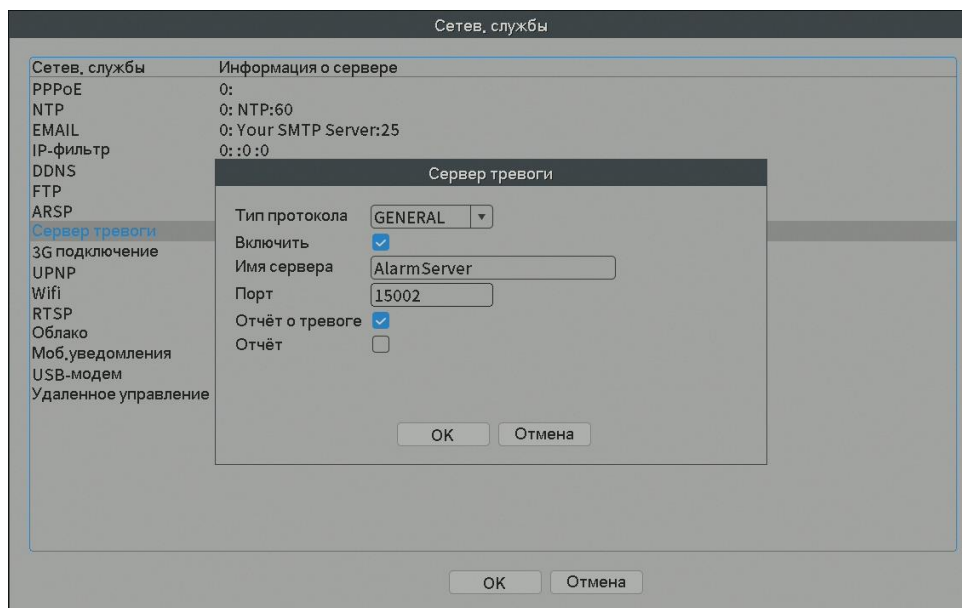 Сетев, службы
Сетев, службы Информация о сервере
PPPoE 0:
NTP 0: NTP:60
EMAIL 0: Your SMTP Server:25
IP-фильтр 0: :0 :0
DDNS
FTP
ARSP
Сервер тревоги
3G подключение
UPNP
Wifi
RTSP
Облако
Моб,уведомления
USB-модем
Удаленное управление
Сервер тревоги
Тип протокола GENERAL
Включить
Имя сервера AlarmServer
Порт 15002
Отчёт о тревоге
Отчёт
OK Отмена
OK Отмена